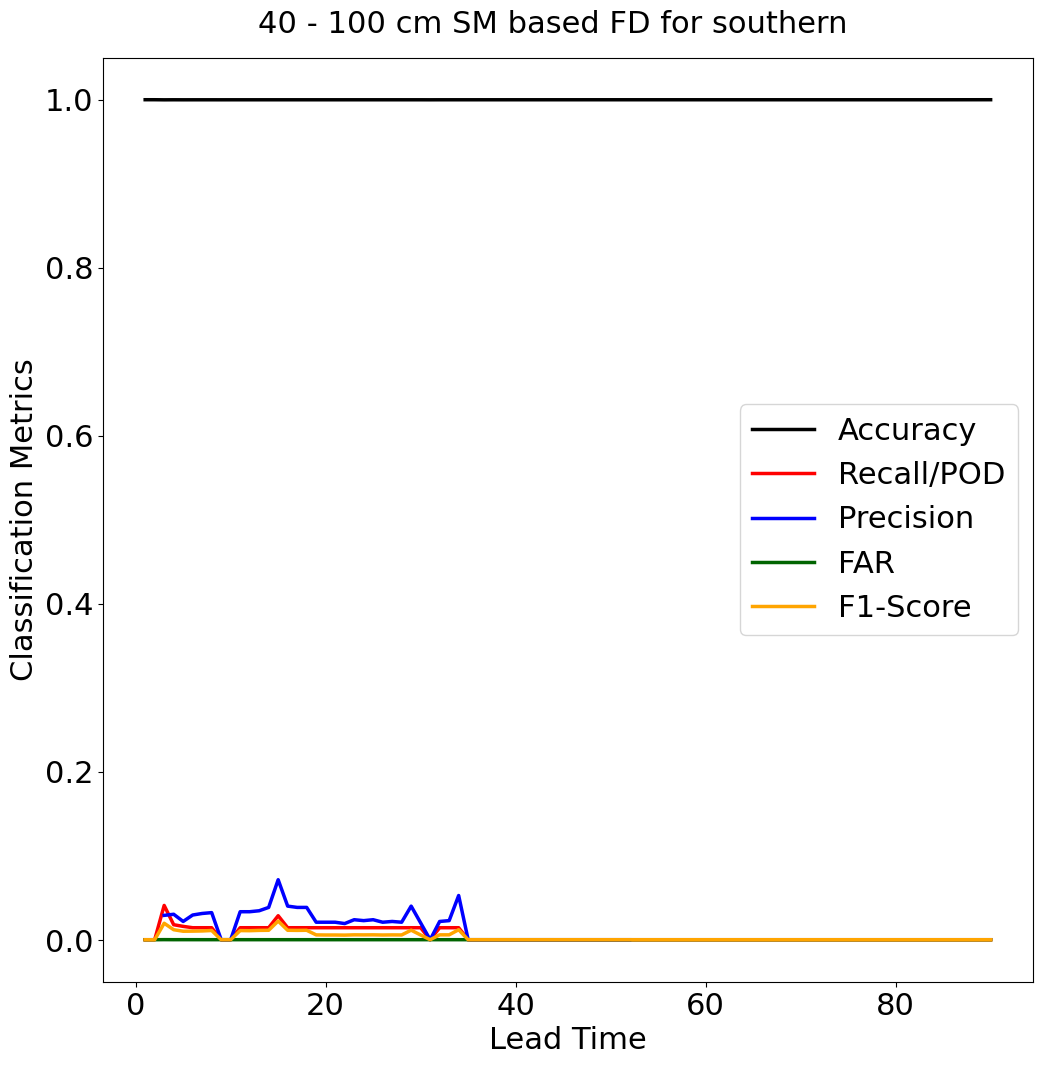 40 - 100 cm SM based FD for southern
1.0
0.8
0.6
0.4
0.2
0.0
Classification Metrics
Accuracy
Recall/POD
Precision
FAR
F1-Score
0 20 40 60 80
Lead Time